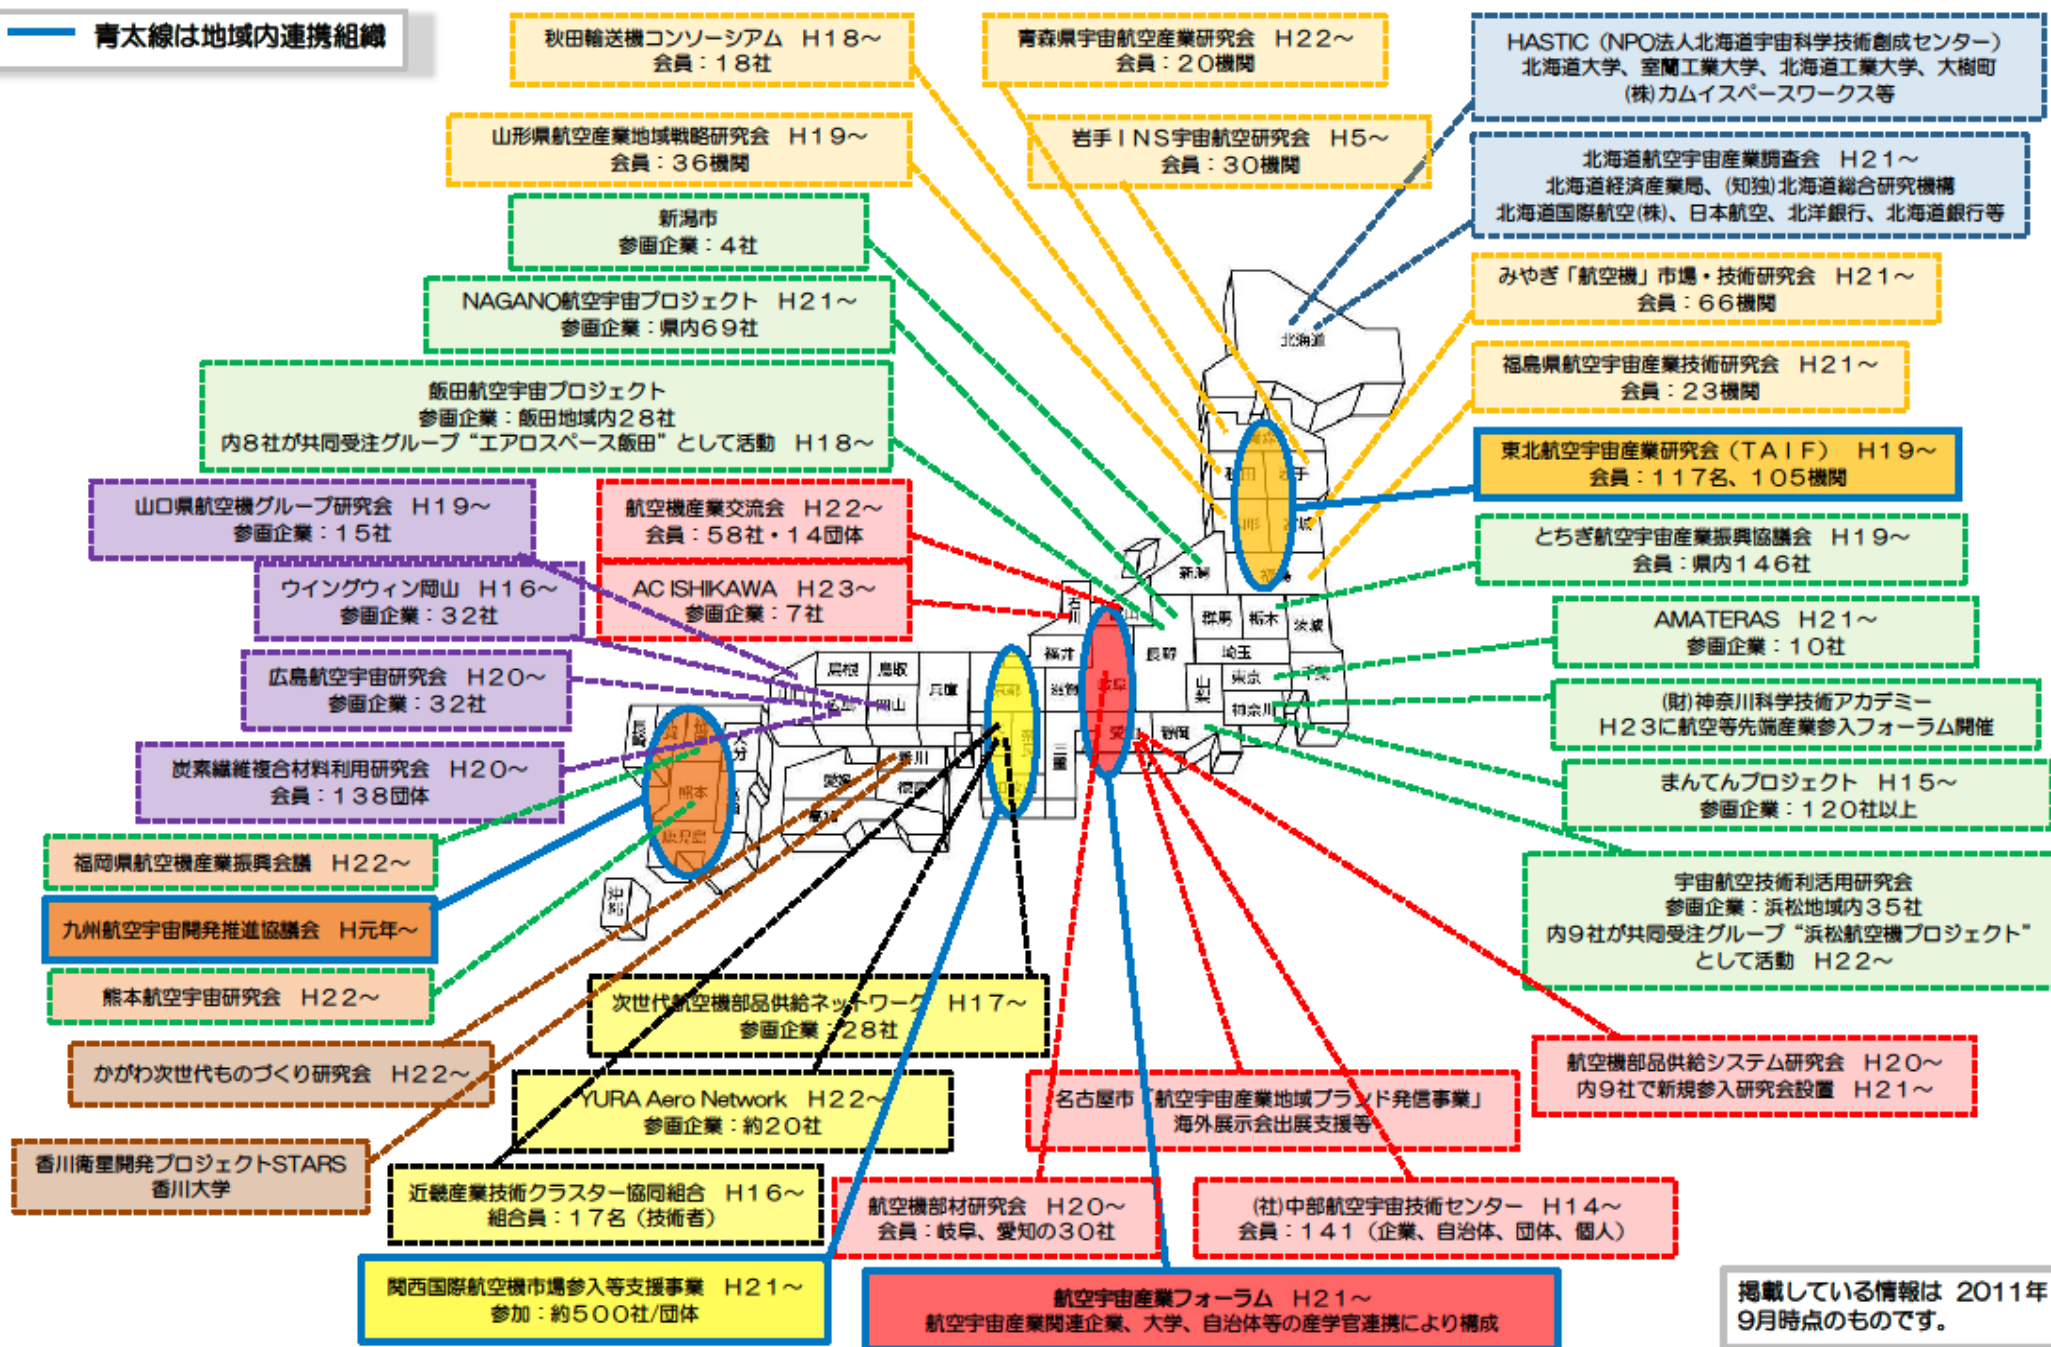 青太線は地域内連携組織
秋田輸送機コンソーシアム H18～
会員：18社
青森県宇宙航空産業研究会 H22～
会員：20機関
HASTIC（NPO法人北海道宇宙科学技術創成センター）
北海道大学、室蘭工業大学、北海道工業大学、大樹町
(株)カムイスペースワークス等
山形県航空産業地域戦略研究会 H19～
会員：36機関
岩手INS宇宙航空研究会 H5～
会員：30機関
北海道航空宇宙産業調査会 H21～
北海道経済産業局、(知独)北海道総合研究機構
北海道国際航空(株)、日本航空、北洋銀行、北海道銀行等
新潟市
参画企業：4社
みやぎ「航空機」市場・技術研究会 H21～
会員：66機関
NAGANO航空宇宙プロジェクト H21～
参画企業：県内69社
福島県航空宇宙産業技術研究会 H21～
会員：23機関
飯田航空宇宙プロジェクト
参画企業：飯田地域内28社
内8社が共同受注グループ“エアロスペース飯田”として活動 H18～
東北航空宇宙産業研究会（TAIF） H19～
会員：117名、105機関
山口県航空機グループ研究会 H19～
参画企業：15社
航空機産業交流会 H22～
会員：58社・14団体
とちぎ航空宇宙産業振興協議会 H19～
会員：県内146社
ウイングウィン岡山 H16～
参画企業：32社
AC ISHIKAWA H23～
参画企業：7社
AMATERAS H21～
参画企業：10社
広島航空宇宙研究会 H20～
参画企業：32社
(財)神奈川科学技術アカデミー
H23に航空等先端産業参入フォーラム開催
炭素繊維複合材料利用研究会 H20～
会員：138団体
まんてんプロジェクト H15～
参画企業：120社以上
福岡県航空機産業振興会議 H22～
宇宙航空技術利活用研究会
参画企業：浜松地域内35社
内9社が共同受注グループ“浜松航空機プロジェクト”
として活動 H22～
九州航空宇宙開発推進協議会 H元年～
熊本航空宇宙研究会 H22～
次世代航空機部品供給ネットワーク H17～
参画企業：28社
かがわ次世代ものづくり研究会 H22～
航空機部品供給システム研究会 H20～
内9社で新規参入研究会設置 H21～
YURA Aero Network H22～
参画企業：約20社
名古屋市「航空宇宙産業地域ブランド発信事業」
海外展示会出展支援等
香川衛星開発プロジェクトSTARS
香川大学
近畿産業技術クラスター協同組合 H16～
組合員：17名（技術者）
航空機部材研究会 H20～
会員：岐阜、愛知の30社
(社)中部航空宇宙技術センター H14～
会員：141（企業、自治体、団体、個人）
関西国際航空機市場参入等支援事業 H21～
参加：約500社/団体
航空宇宙産業フォーラム H21～
航空宇宙産業関連企業、大学、自治体等の産学官連携により構成
掲載している情報は 2011年
9月時点のものです。
北海道
新潟
群馬
栃木
茨城
石川
福井
長野
埼玉
東京
千葉
神奈川
静岡
岐阜
三重
島根
鳥取
兵庫
岡山
広島
香川
愛媛
熊本
鹿児島
沖縄